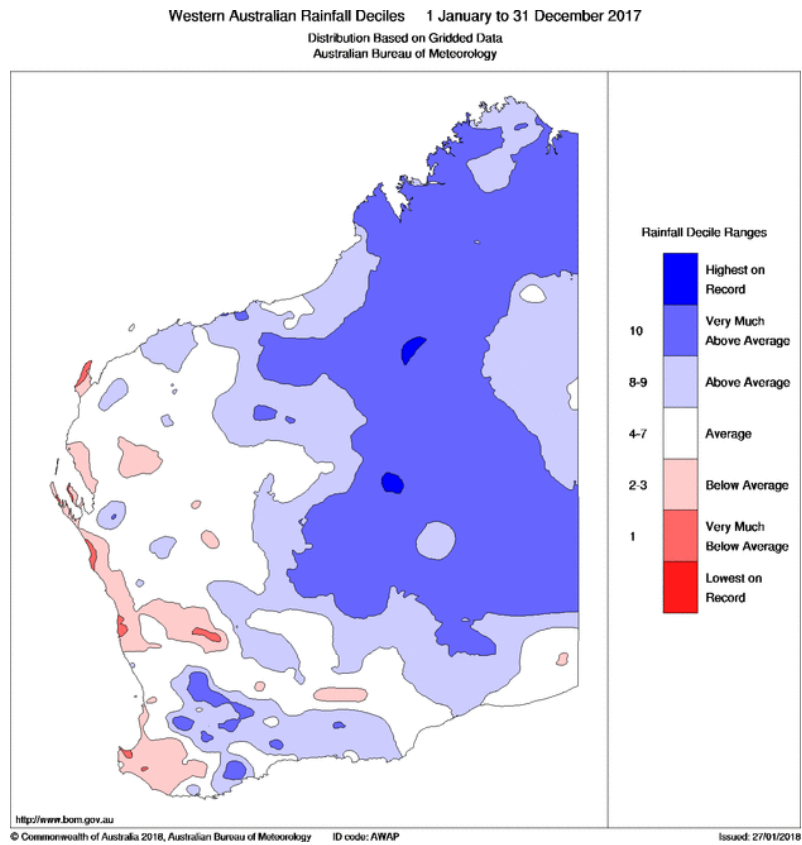 Western Australian Rainfall Deciles 1 January to 31 December 2017
Distribution Based on Gridded Data
Australian Bureau of Meteorology
Rainfall Decile Ranges
Highest on
Record
10
Very Much
Above Average
8-9
Above Average
4-7
Average
2-3
Below Average
1
Very Much
Below Average
Lowest on
Record
http://www.bom.gov.au
© Commonwealth of Australia 2018, Australian Bureau of Meteorology ID code: AWAP Issued: 27/01/2018